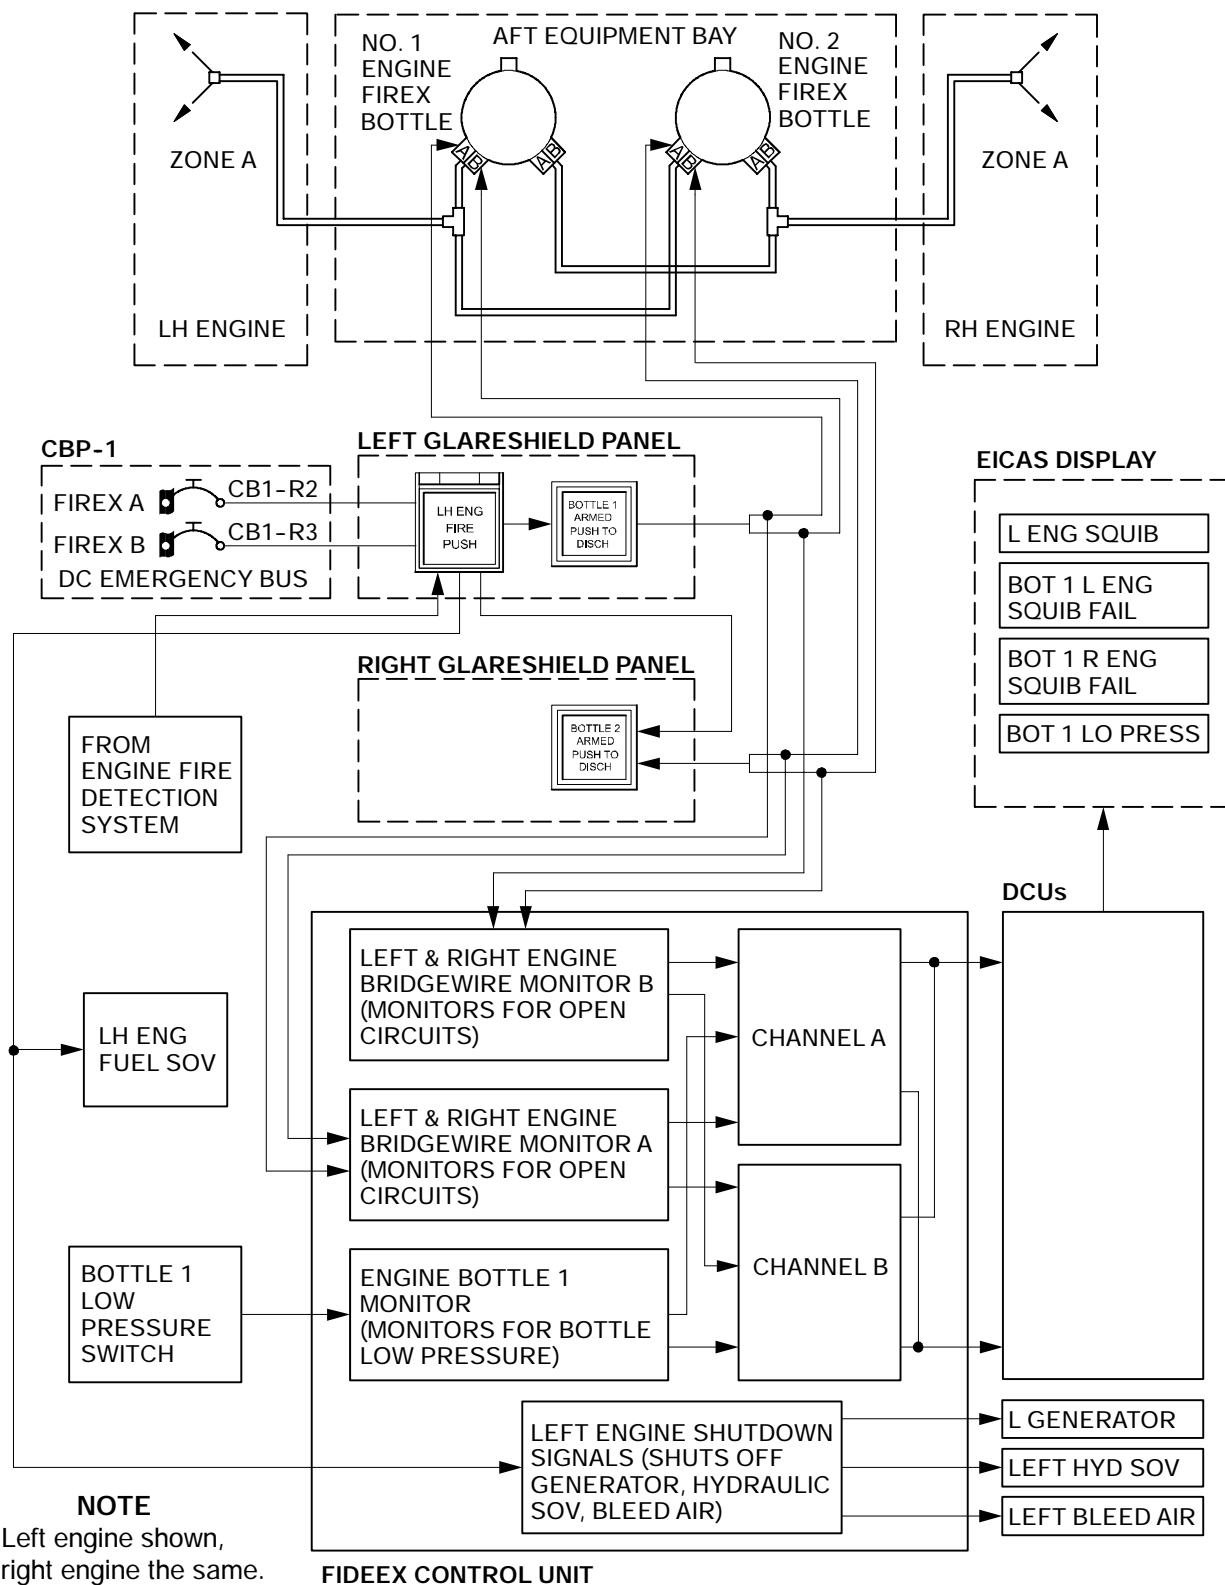 AFT EQUIPMENT BAY
NO. 1
ENGINE
FIREX
BOTTLE
NO. 2
ENGINE
FIREX
BOTTLE
A B
A B
A B
A B
ZONE A
ZONE A
LH ENGINE
RH ENGINE
CBP-1
FIREX A
CB1-R2
FIREX B
CB1-R3
DC EMERGENCY BUS
LEFT GLARESHIELD PANEL
LH ENG
FIRE
PUSH
BOTTLE 1
ARMED
PUSH TO
DISCH
EICAS DISPLAY
L ENG SQUIB
BOT 1 L ENG
SQUIB FAIL
BOT 1 R ENG
SQUIB FAIL
BOT 1 LO PRESS
RIGHT GLARESHIELD PANEL
BOTTLE 2
ARMED
PUSH TO
DISCH
FROM
ENGINE FIRE
DETECTION
SYSTEM
DCUs
LH ENG
FUEL SOV
LEFT & RIGHT ENGINE
BRIDGEWIRE MONITOR B
(MONITORS FOR OPEN
CIRCUITS)
CHANNEL A
LEFT & RIGHT ENGINE
BRIDGEWIRE MONITOR A
(MONITORS FOR OPEN
CIRCUITS)
CHANNEL B
BOTTLE 1
LOW
PRESSURE
SWITCH
ENGINE BOTTLE 1
MONITOR
(MONITORS FOR BOTTLE
LOW PRESSURE)
LEFT ENGINE SHUTDOWN
SIGNALS (SHUTS OFF
GENERATOR, HYDRAULIC
SOV, BLEED AIR)
L GENERATOR
LEFT HYD SOV
LEFT BLEED AIR
NOTE
Left engine shown,
right engine the same.
FIDEEX CONTROL UNIT